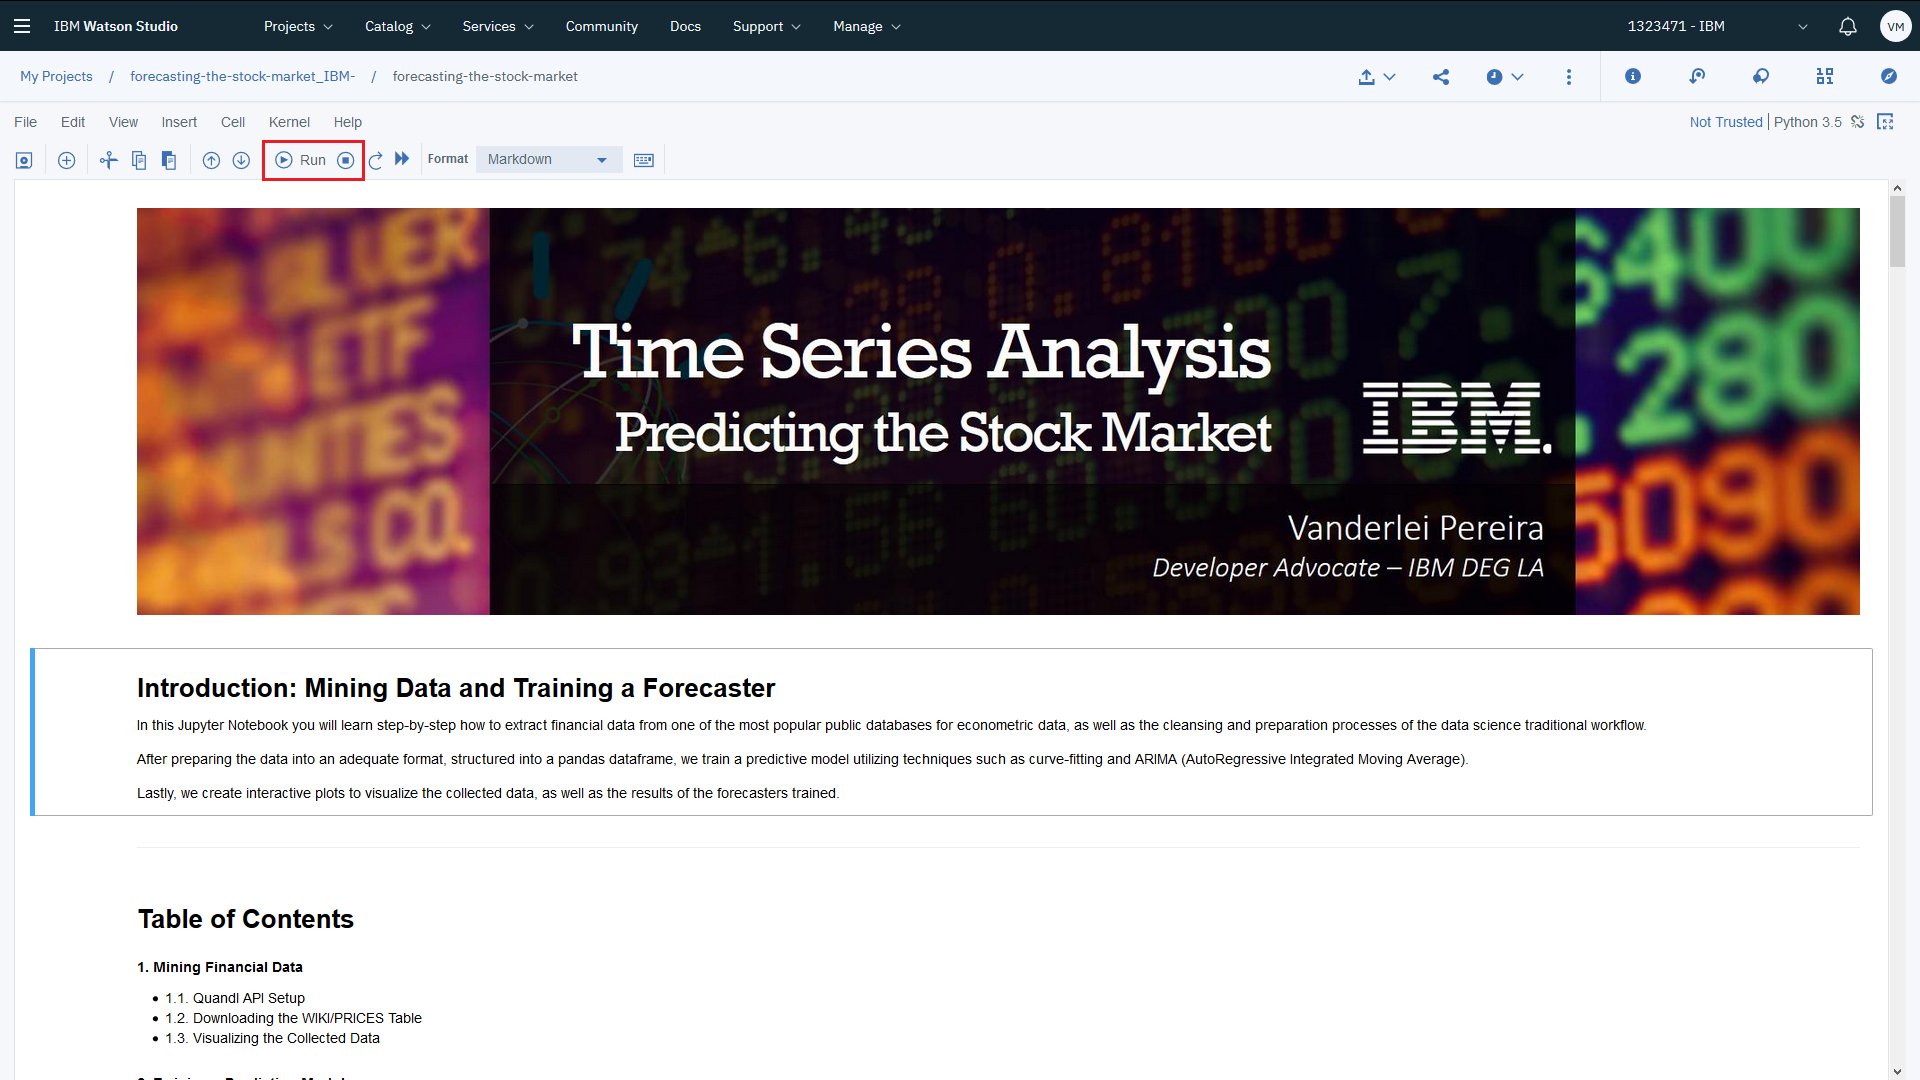 IBM Watson Studio Projects Catalog Services Community Docs Support Manage 1323471 - IBM VM
My Projects / forecasting-the-stock-market_IBM- / forecasting-the-stock-market
File Edit View Insert Cell Kernel Help Not Trusted | Python 3.5
Run Format Markdown
SILVER
ETF
ITIES
LS CO.
6400
280
5090
Time Series Analysis
Predicting the Stock Market
IBM.
Vanderlei Pereira
Developer Advocate – IBM DEG LA
Introduction: Mining Data and Training a Forecaster
In this Jupyter Notebook you will learn step-by-step how to extract financial data from one of the most popular public databases for econometric data, as well as the cleansing and preparation processes of the data science traditional workflow.
After preparing the data into an adequate format, structured into a pandas dataframe, we train a predictive model utilizing techniques such as curve-fitting and ARIMA (AutoRegressive Integrated Moving Average).
Lastly, we create interactive plots to visualize the collected data, as well as the results of the forecasters trained.
Table of Contents
1. Mining Financial Data
1.1. Quandl API Setup
1.2. Downloading the WIKI/PRICES Table
1.3. Visualizing the Collected Data